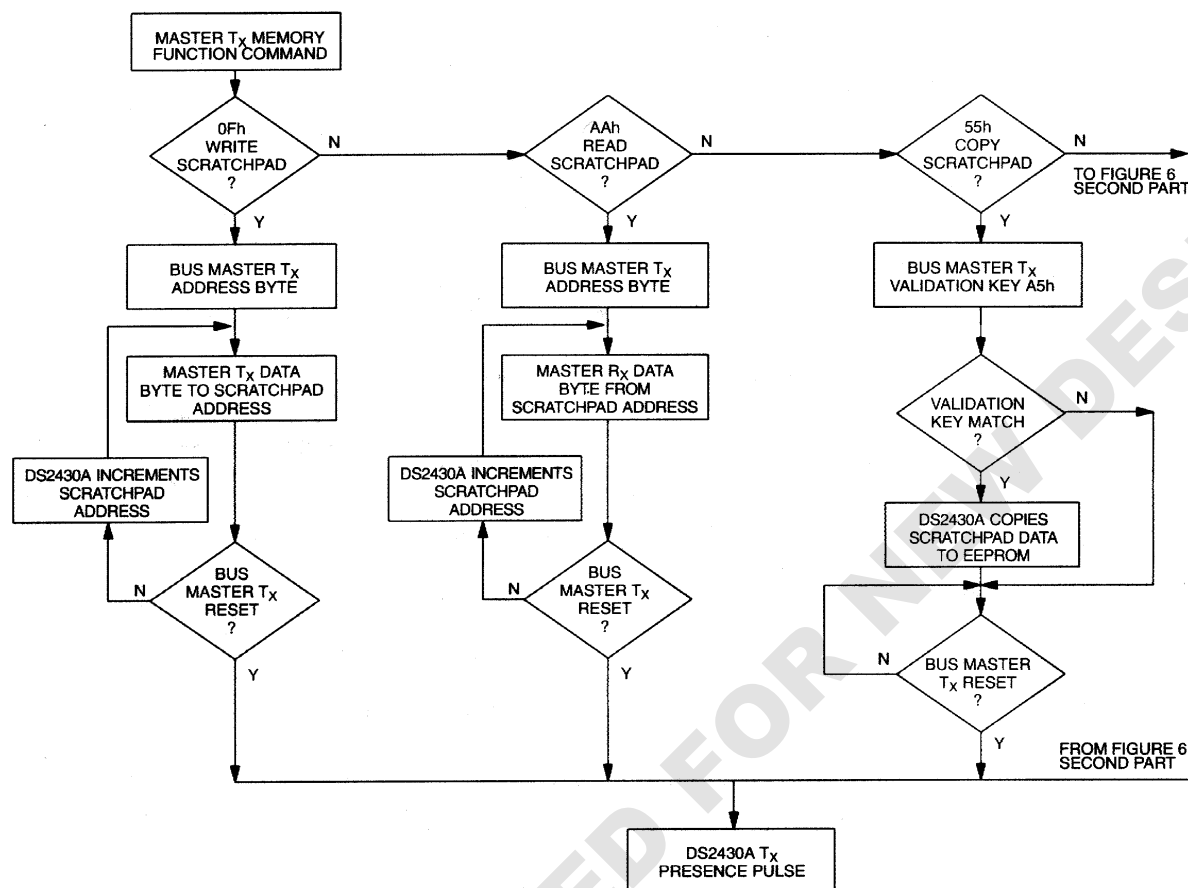 MASTER TX MEMORY
FUNCTION COMMAND
0Fh
WRITE
SCRATCHPAD
?
N
Y
AAh
READ
SCRATCHPAD
?
N
Y
55h
COPY
SCRATCHPAD
?
N
Y
TO FIGURE 6
SECOND PART
BUS MASTER TX
ADDRESS BYTE
BUS MASTER TX
ADDRESS BYTE
BUS MASTER TX
VALIDATION KEY A5h
MASTER TX DATA
BYTE TO SCRATCHPAD
ADDRESS
MASTER RX DATA
BYTE FROM
SCRATCHPAD ADDRESS
VALIDATION
KEY MATCH
?
N
Y
DS2430A INCREMENTS
SCRATCHPAD
ADDRESS
DS2430A INCREMENTS
SCRATCHPAD
ADDRESS
DS2430A COPIES
SCRATCHPAD DATA
TO EEPROM
BUS
MASTER TX
RESET
?
N
Y
BUS
MASTER TX
RESET
?
N
Y
BUS MASTER
TX RESET
?
N
Y
FROM FIGURE 6
SECOND PART
DS2430A TX
PRESENCE PULSE
FOR NEW